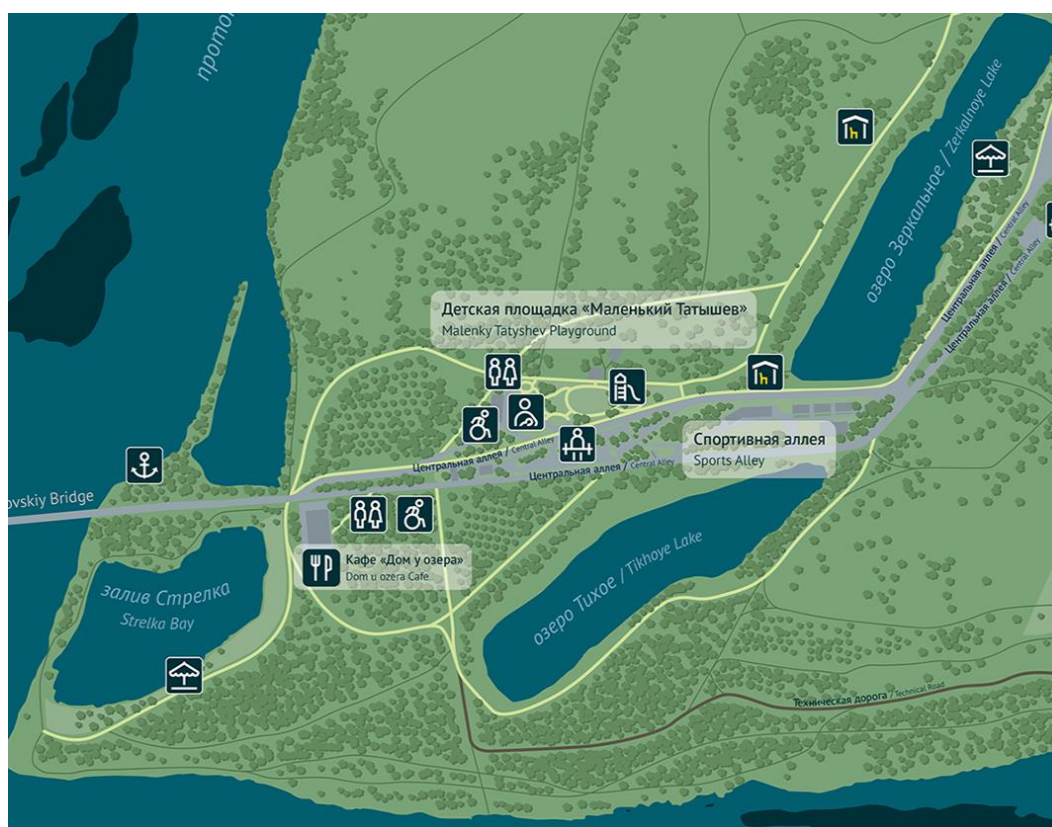 прото
озеро Зеркальное / Zerkalnoye Lake
Центральная аллея / Central Alley
Центральная аллея / Central Alley
Детская площадка «Маленький Татышев»
Malenky Tatyshev Playground
Спортивная аллея
Sports Alley
Центральная аллея / Central Alley
Центральная аллея / Central Alley
ovskiy Bridge
Кафе «Дом у озера»
Dom u ozera Cafe
залив Стрелка
Strelka Bay
озеро Тихое / Tikhoye Lake
Техническая дорога / Technical Road